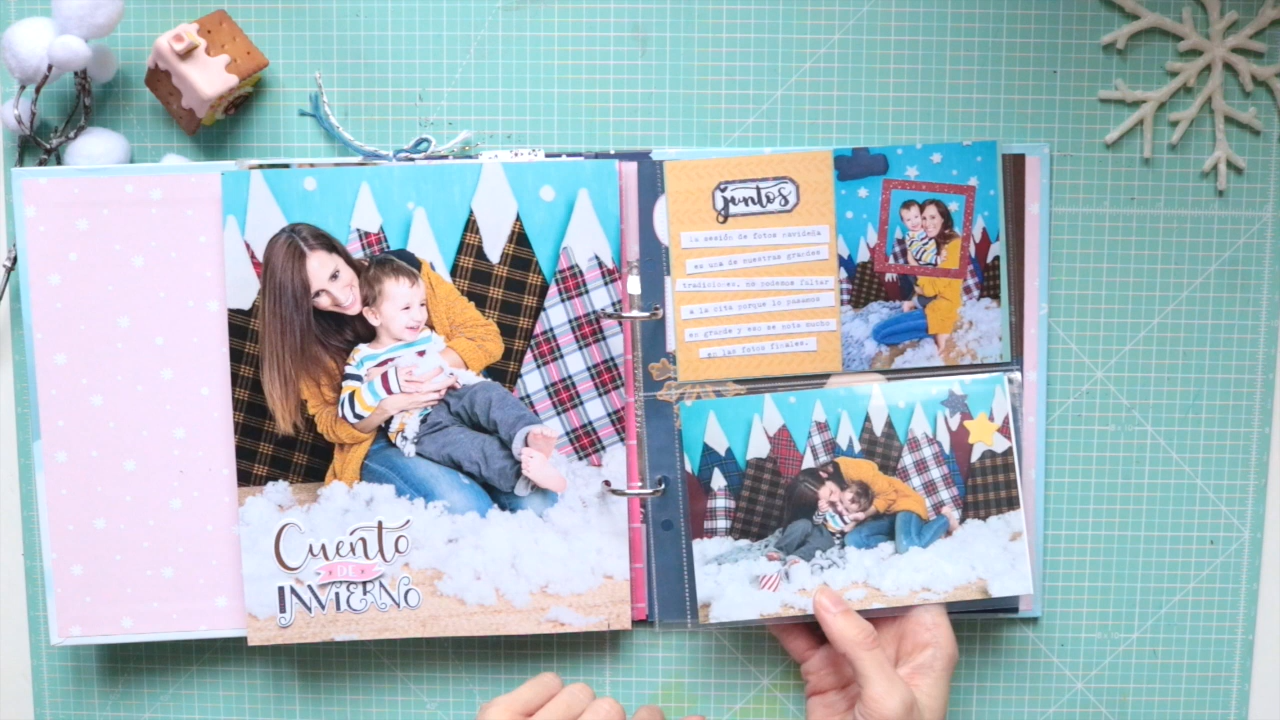 Cuento
DE
INVIERNO
juntos
la sesión de fotos navideña
es una de nuestras grandes
tradiciones. no podemos faltar
a la cita porque lo pasamos
en grande y eso se nota mucho
en las fotos finales.